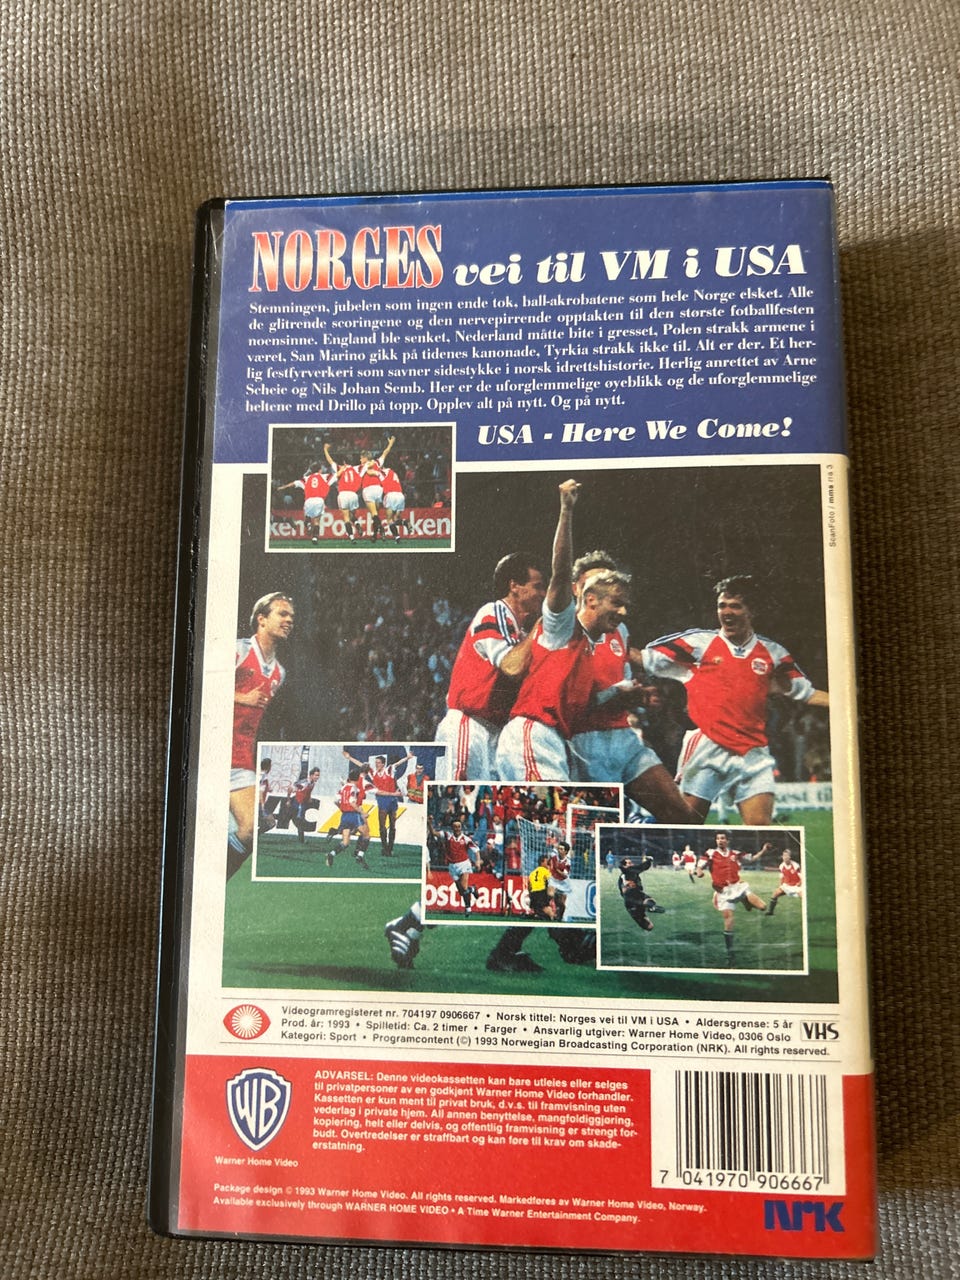 NORGES vei til VM i USA
Stemningen, jubelen som ingen ende tok, ball-akrobatene som hele Norge elsket. Alle
de glitrende scoringene og den nervepirrende opptakten til den største fotballfesten
noensinne. England ble senket, Nederland måtte bite i gresset, Polen strakk armene i
været, San Marino gikk på tidenes kanonade, Tyrkia strakk ikke til. Alt er der. Et her-
lig festfyrverkeri som savner sidestykke i norsk idrettshistorie. Herlig anrettet av Arne
Scheie og Nils Johan Semb. Her er de uforglemmelige øyeblikk og de uforglemmelige
heltene med Drillo på topp. Opplev alt på nytt. Og på nytt.
USA - Here We Come!
ScanFoto / mms
8
11
ken Postbanken
ostbanke
1
Videogramregisteret nr. 704197 0906667 • Norsk tittel: Norges vei til VM i USA • Aldersgrense: 5 år
Prod. år: 1993 • Spilletid: Ca. 2 timer • Farger • Ansvarlig utgiver: Warner Home Video, 0306 Oslo
Kategori: Sport • Programcontent (©) 1993 Norwegian Broadcasting Corporation (NRK). All rights reserved.
VHS
WB
Warner Home Video
ADVARSEL: Denne videokassetten kan bare utleies eller selges
til privatpersoner av en godkjent Warner Home Video forhandler.
Kassetten er kun ment til privat bruk, d.v.s. til framvisning uten
vederlag i private hjem. All annen benyttelse, mangfoldiggjøring,
kopiering, helt eller delvis, og offentlig framvisning er strengt for-
budt. Overtredelser er straffbart og kan føre til krav om skade-
erstatning.
7 041970 906667
Package design © 1993 Warner Home Video. All rights reserved. Markedføres av Warner Home Video, Norway.
Available exclusively through WARNER HOME VIDEO • A Time Warner Entertainment Company.
NRK